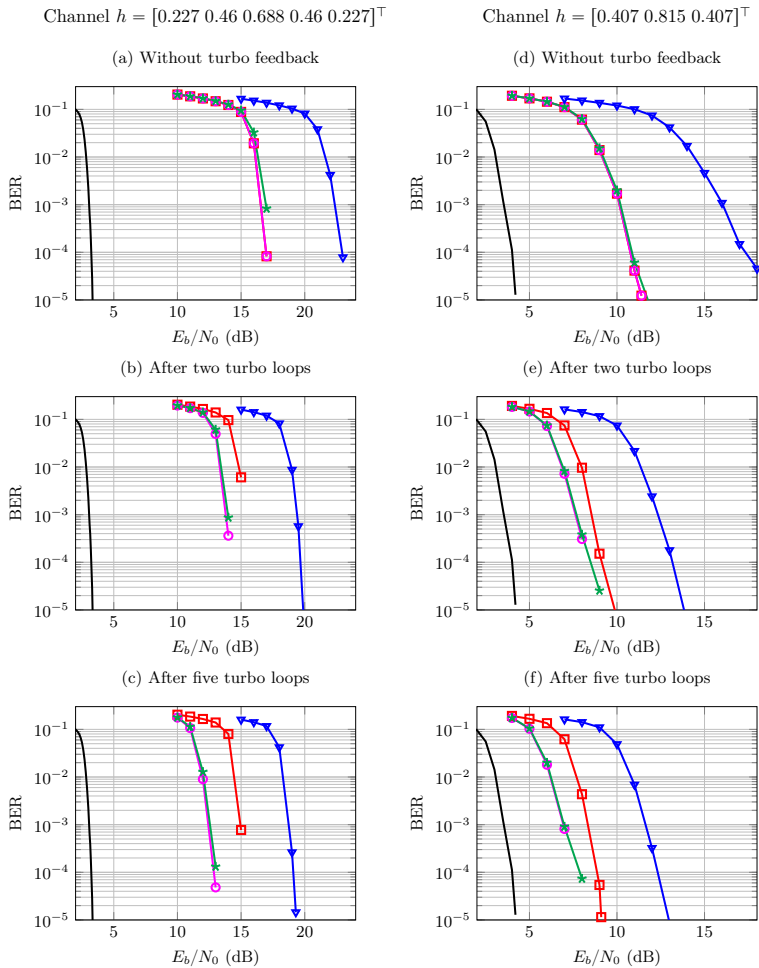 Channel h = [0.227 0.46 0.688 0.46 0.227]⊤
Channel h = [0.407 0.815 0.407]⊤
(a) Without turbo feedback
(d) Without turbo feedback
10−1
10−2
10−3
10−4
10−5
BER
5 10 15 20
Eb/N0 (dB)
10−1
10−2
10−3
10−4
10−5
BER
5 10 15
Eb/N0 (dB)
(b) After two turbo loops
(e) After two turbo loops
10−1
10−2
10−3
10−4
10−5
BER
5 10 15 20
Eb/N0 (dB)
10−1
10−2
10−3
10−4
10−5
BER
5 10 15
Eb/N0 (dB)
(c) After five turbo loops
(f) After five turbo loops
10−1
10−2
10−3
10−4
10−5
BER
5 10 15 20
Eb/N0 (dB)
10−1
10−2
10−3
10−4
10−5
BER
5 10 15
Eb/N0 (dB)